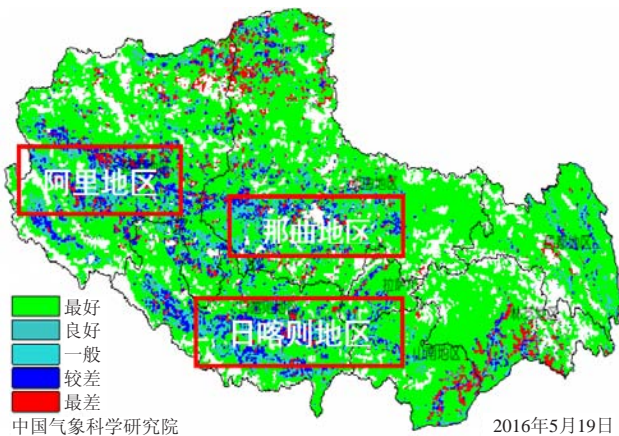 阿里地区
那曲地区
日喀则地区
最好
良好
一般
较差
最差
中国气象科学研究院
2016年5月19日